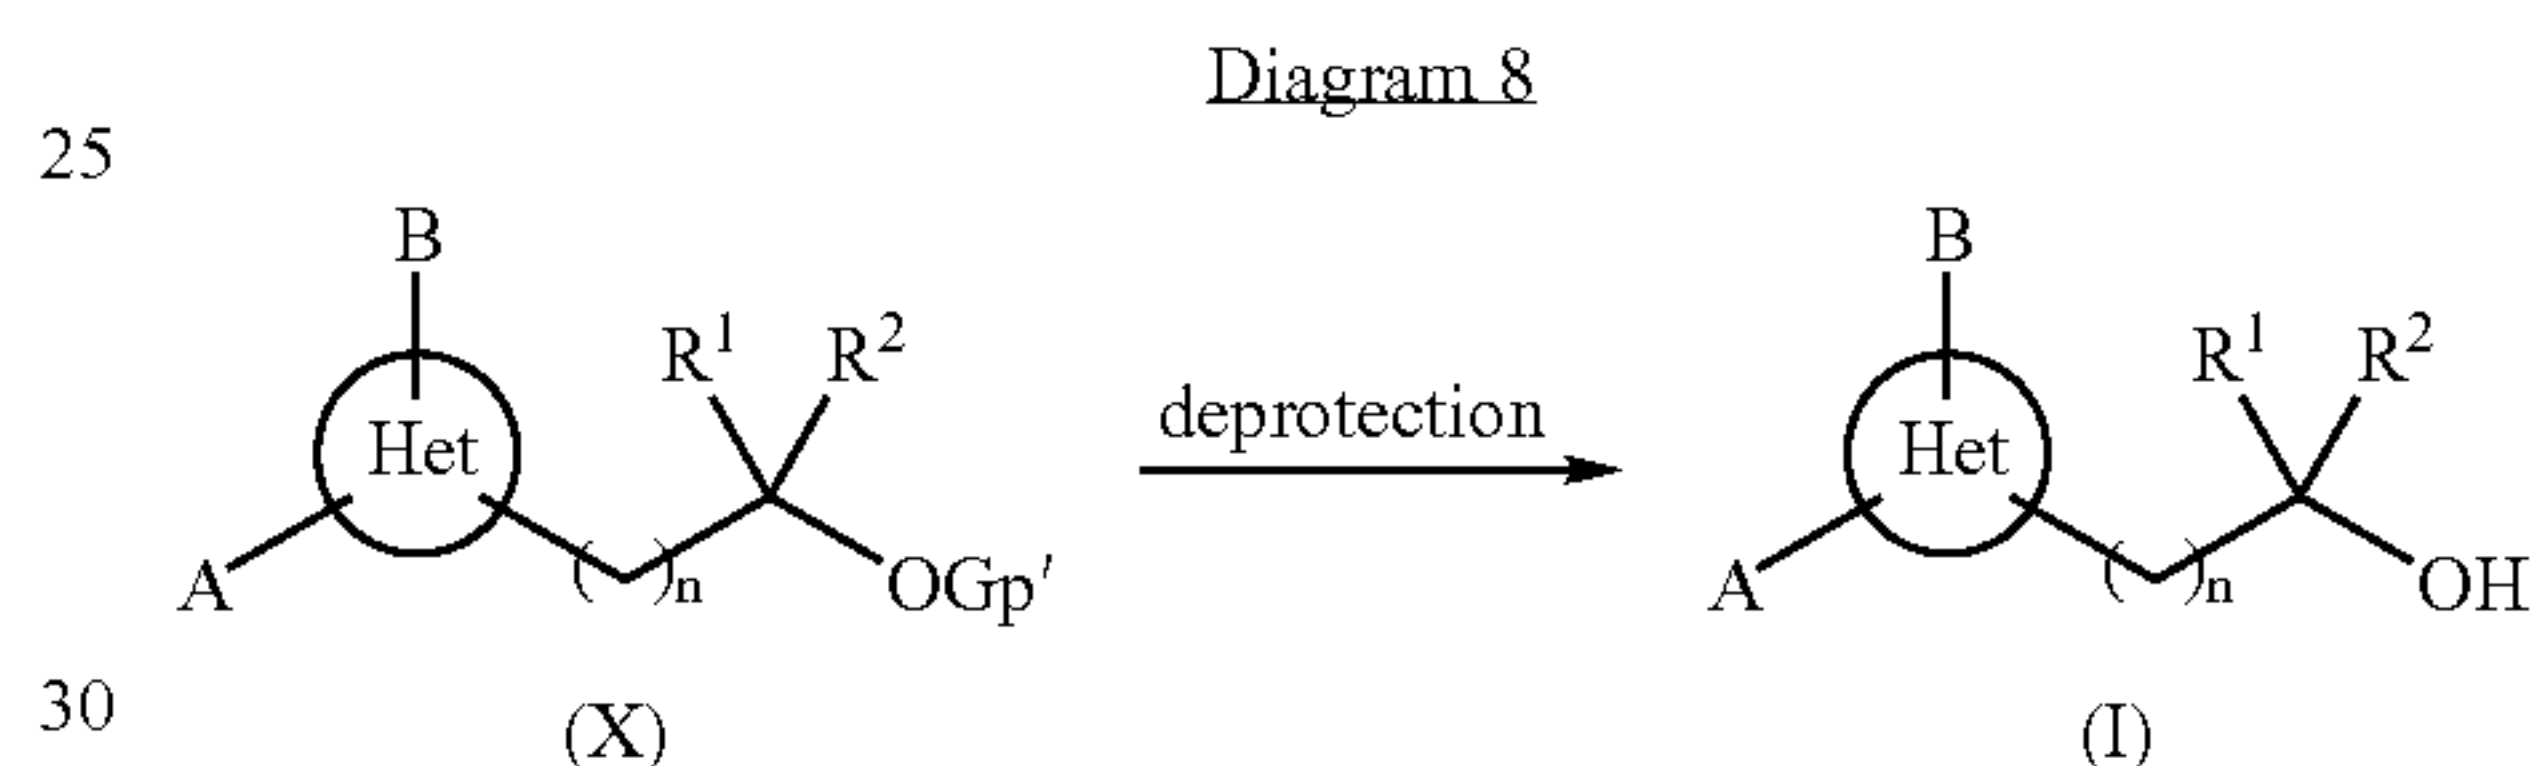 Diagram 8
25
B B
R1 R2 R1 R2
deprotection
Het Het
A ( )n OGp' A ( )n OH
30
(X) (I)